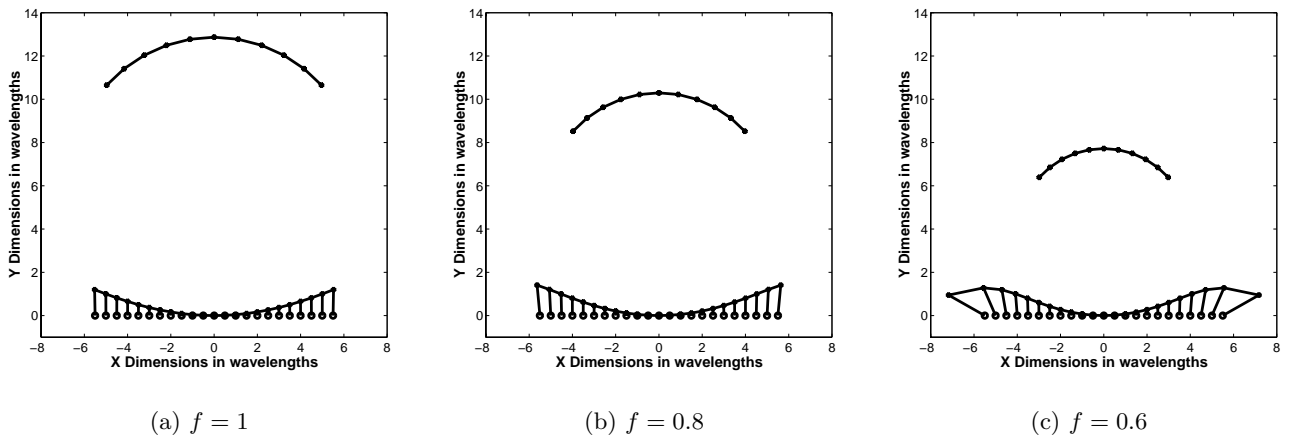 14
12
10
8
6
4
2
0
Y Dimensions in wavelengths
−8 −6 −4 −2 0 2 4 6 8
X Dimensions in wavelengths
(a) f = 1
14
12
10
8
6
4
2
0
Y Dimensions in wavelengths
−8 −6 −4 −2 0 2 4 6 8
X Dimensions in wavelengths
(b) f = 0.8
14
12
10
8
6
4
2
0
Y Dimensions in wavelengths
−8 −6 −4 −2 0 2 4 6 8
X Dimensions in wavelengths
(c) f = 0.6